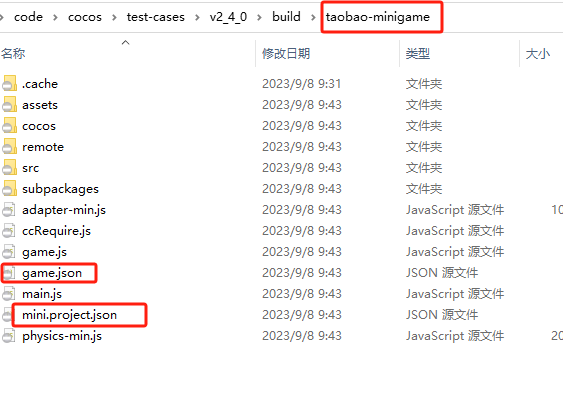 code > cocos > test-cases > v2_4_0 > build > taobao-minigame
名称 修改日期 类型 大小
.cache 2023/9/8 9:31 文件夹
assets 2023/9/8 9:43 文件夹
cocos 2023/9/8 9:43 文件夹
remote 2023/9/8 9:43 文件夹
src 2023/9/8 9:43 文件夹
subpackages 2023/9/8 9:43 文件夹
adapter-min.js 2023/9/8 9:43 JavaScript 源文件 10
ccRequire.js 2023/9/8 9:43 JavaScript 源文件
game.js 2023/9/8 9:43 JavaScript 源文件
game.json 2023/9/8 9:43 JSON 源文件
main.js 2023/9/8 9:43 JavaScript 源文件
mini.project.json 2023/9/8 9:43 JSON 源文件
physics-min.js 2023/9/8 9:43 JavaScript 源文件 20